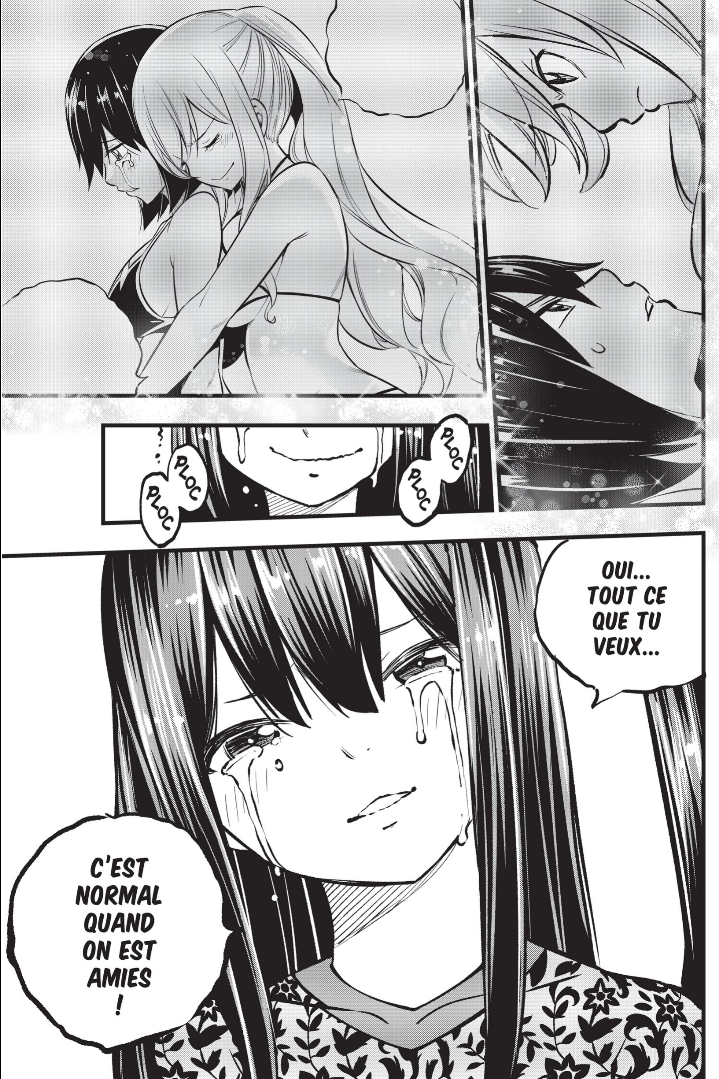 PLOC
PLOC
PLOC
PLOC
OUI...
TOUT CE
QUE TU
VEUX...
C'EST
NORMAL
QUAND
ON EST
AMIES
!